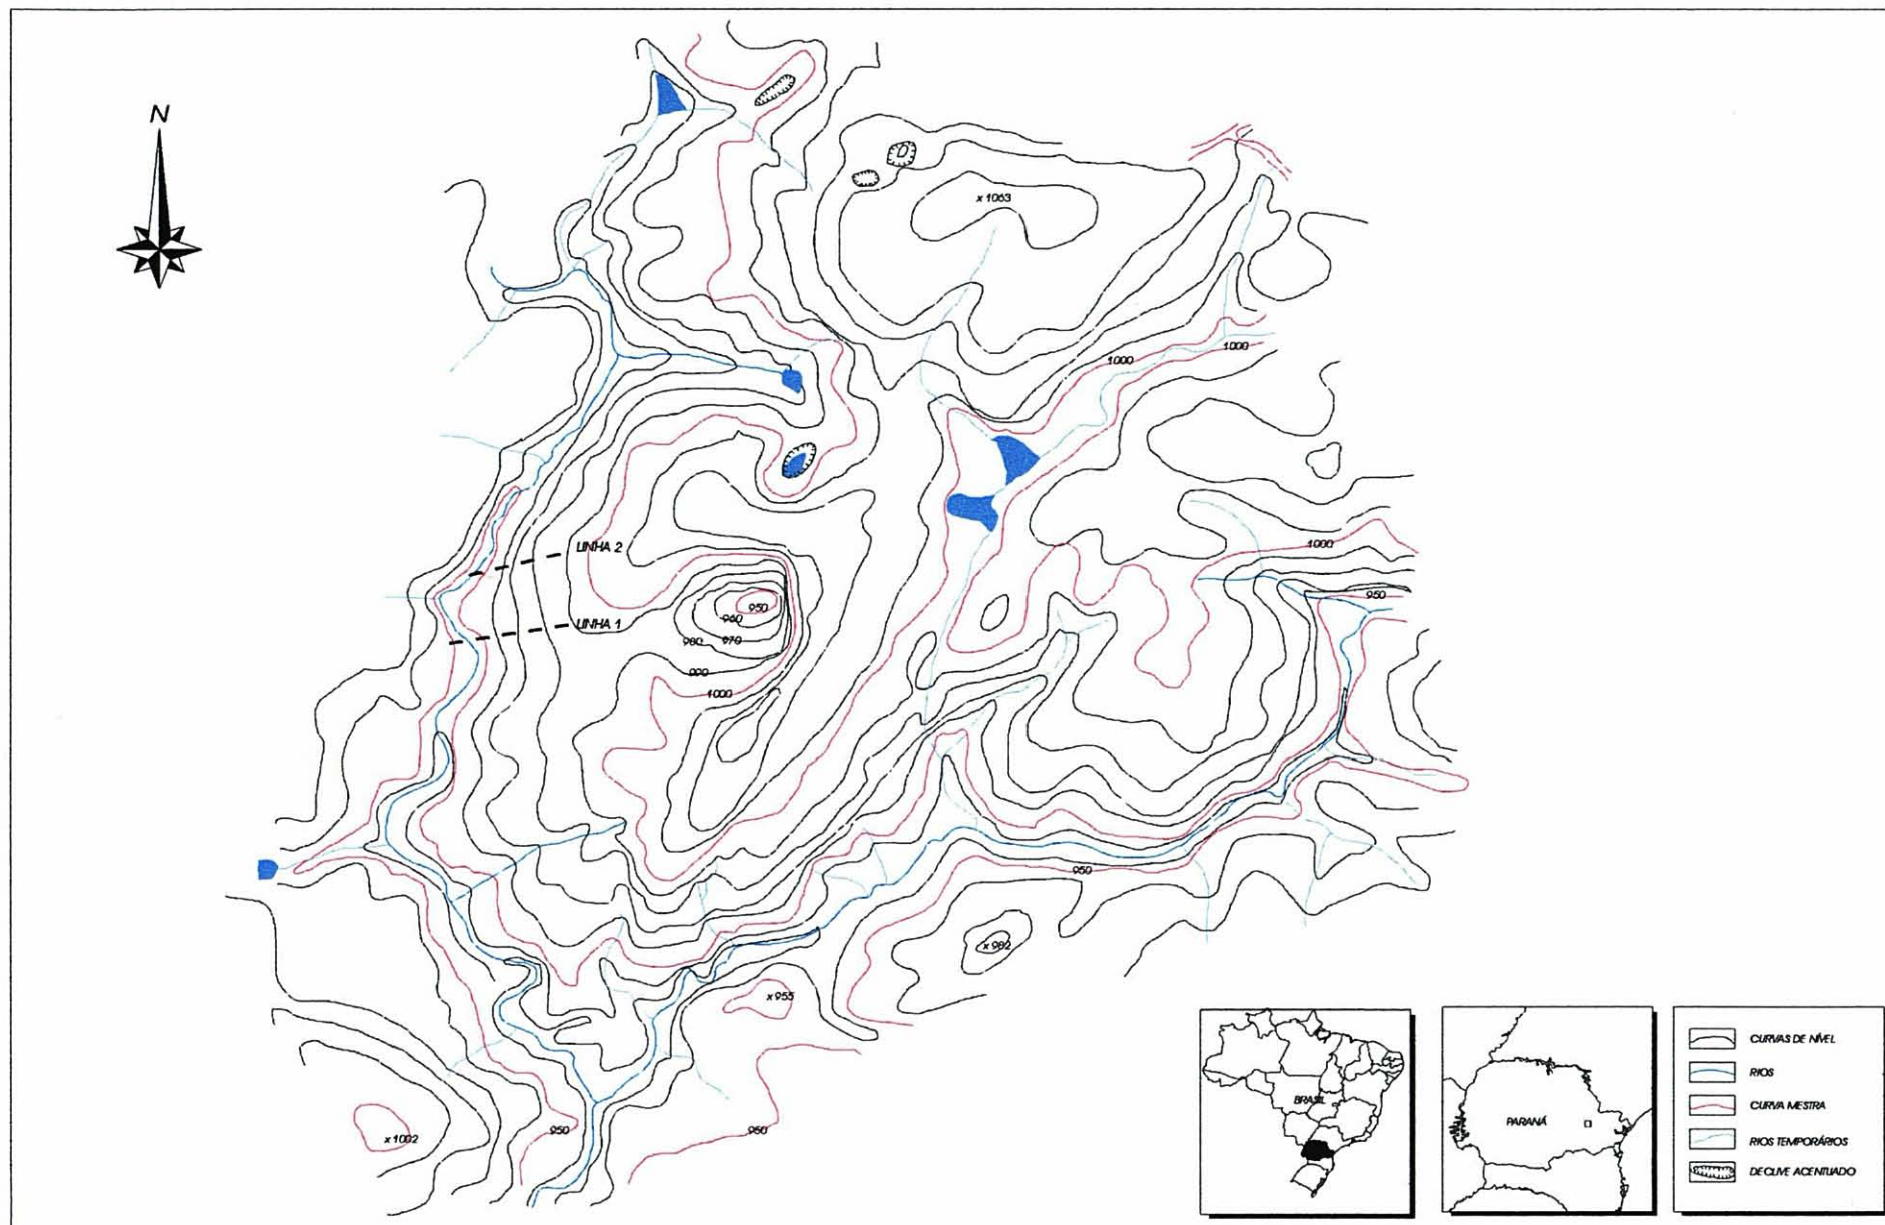 N
x 1063
1000
1000
LINHA 2
1000
950
950
LINHA 1
960
980
970
990
1000
950
x 982
x 955
950
950
x 1002
BRASIL
PARANÁ
CURVAS DE NÍVEL
RIOS
CURVA MESTRA
RIOS TEMPORÁRIOS
DECLIVE ACENTUADO